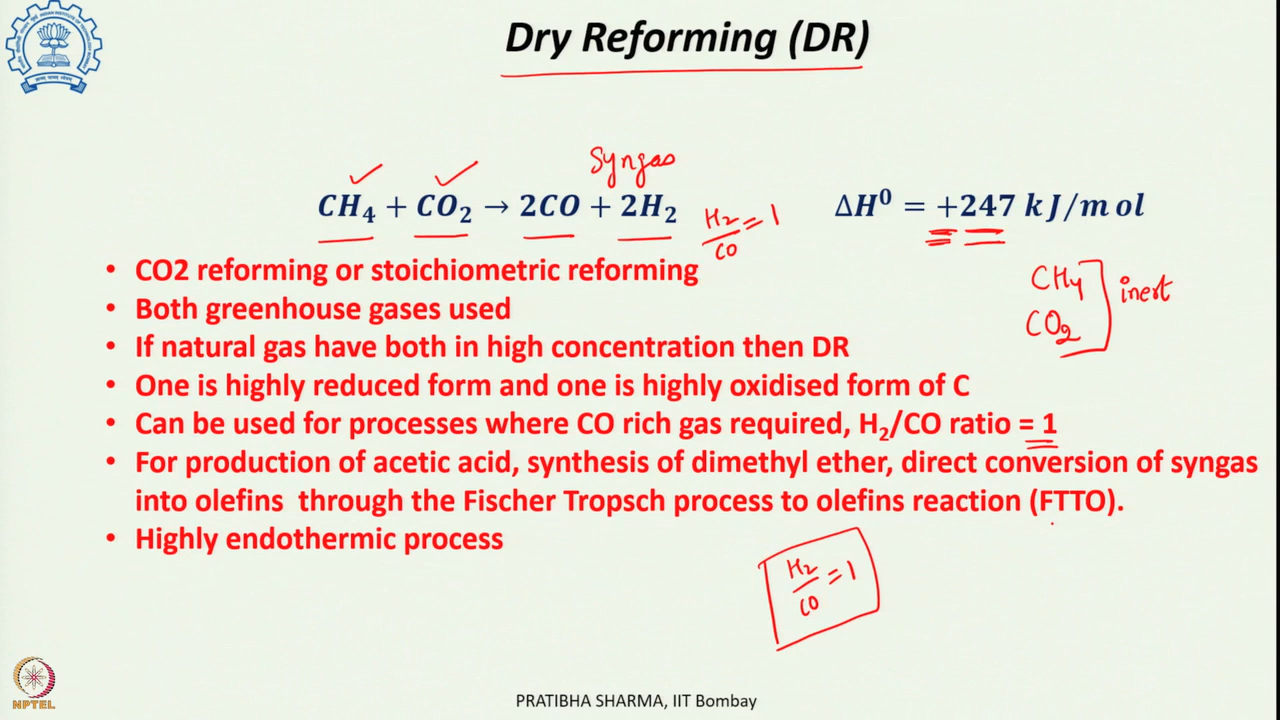 Dry Reforming (DR)
Syngas
CH₄ + CO₂ → 2CO + 2H₂
H₂/CO = 1
ΔH⁰ = +247 kJ/mol
• CO2 reforming or stoichiometric reforming
CH₄
CO₂
inert
• Both greenhouse gases used
• If natural gas have both in high concentration then DR
• One is highly reduced form and one is highly oxidised form of C
• Can be used for processes where CO rich gas required, H₂/CO ratio = 1
• For production of acetic acid, synthesis of dimethyl ether, direct conversion of syngas
into olefins through the Fischer Tropsch process to olefins reaction (FTTO).
• Highly endothermic process
H₂/CO = 1
NPTEL
PRATIBHA SHARMA, IIT Bombay